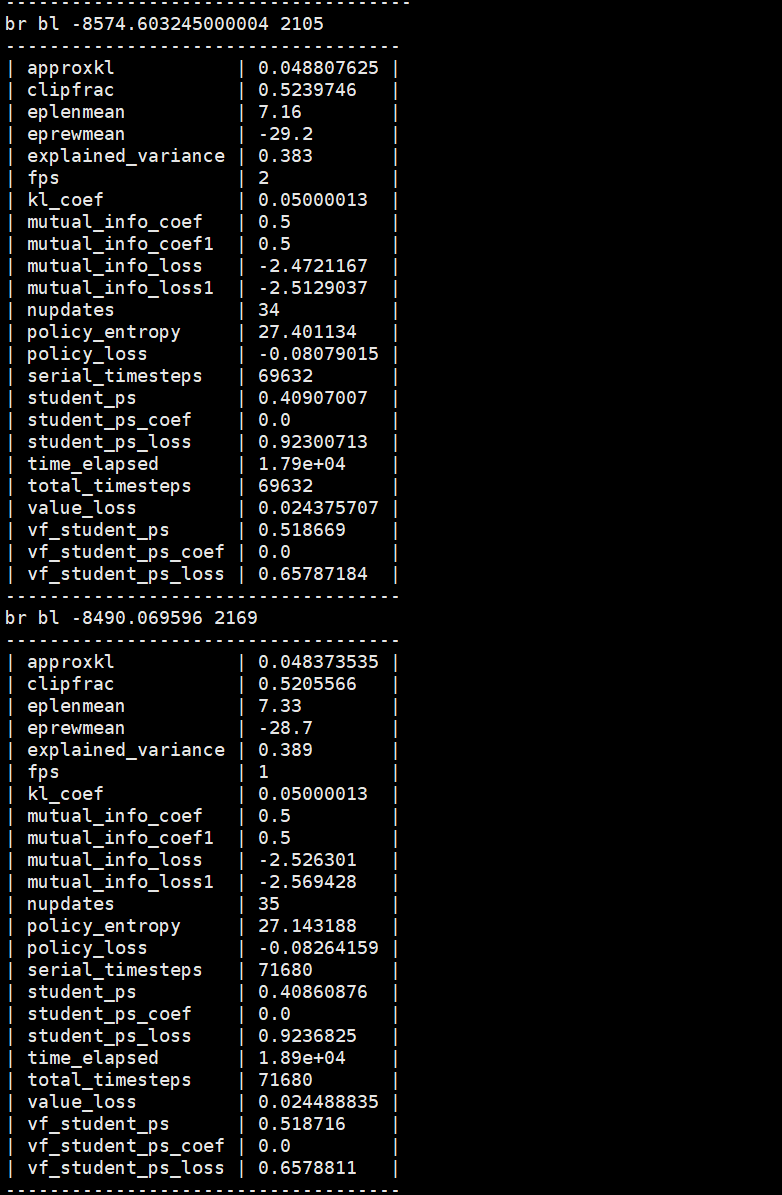 -------------------------------------
br bl -8574.603245000004 2105
------------------------------------
| approxkl | 0.048807625 |
| clipfrac | 0.5239746 |
| eplenmean | 7.16 |
| eprewmean | -29.2 |
| explained_variance | 0.383 |
| fps | 2 |
| kl_coef | 0.05000013 |
| mutual_info_coef | 0.5 |
| mutual_info_coef1 | 0.5 |
| mutual_info_loss | -2.4721167 |
| mutual_info_loss1 | -2.5129037 |
| nupdates | 34 |
| policy_entropy | 27.401134 |
| policy_loss | -0.08079015 |
| serial_timesteps | 69632 |
| student_ps | 0.40907007 |
| student_ps_coef | 0.0 |
| student_ps_loss | 0.92300713 |
| time_elapsed | 1.79e+04 |
| total_timesteps | 69632 |
| value_loss | 0.024375707 |
| vf_student_ps | 0.518669 |
| vf_student_ps_coef | 0.0 |
| vf_student_ps_loss | 0.65787184 |
------------------------------------
br bl -8490.069596 2169
------------------------------------
| approxkl | 0.048373535 |
| clipfrac | 0.5205566 |
| eplenmean | 7.33 |
| eprewmean | -28.7 |
| explained_variance | 0.389 |
| fps | 1 |
| kl_coef | 0.05000013 |
| mutual_info_coef | 0.5 |
| mutual_info_coef1 | 0.5 |
| mutual_info_loss | -2.526301 |
| mutual_info_loss1 | -2.569428 |
| nupdates | 35 |
| policy_entropy | 27.143188 |
| policy_loss | -0.08264159 |
| serial_timesteps | 71680 |
| student_ps | 0.40860876 |
| student_ps_coef | 0.0 |
| student_ps_loss | 0.9236825 |
| time_elapsed | 1.89e+04 |
| total_timesteps | 71680 |
| value_loss | 0.024488835 |
| vf_student_ps | 0.518716 |
| vf_student_ps_coef | 0.0 |
| vf_student_ps_loss | 0.6578811 |
------------------------------------